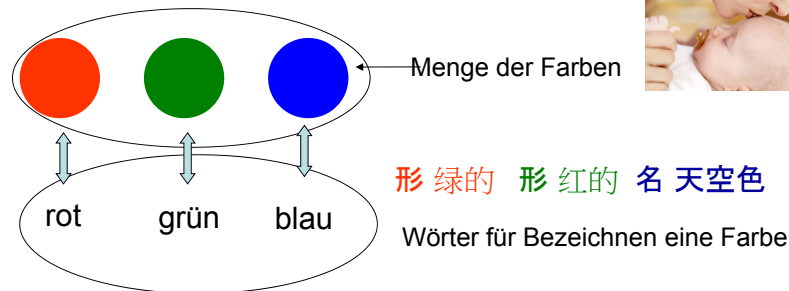 Menge der Farben
形 绿的 形 红的 名 天空色
rot grün blau
Wörter für Bezeichnen eine Farbe